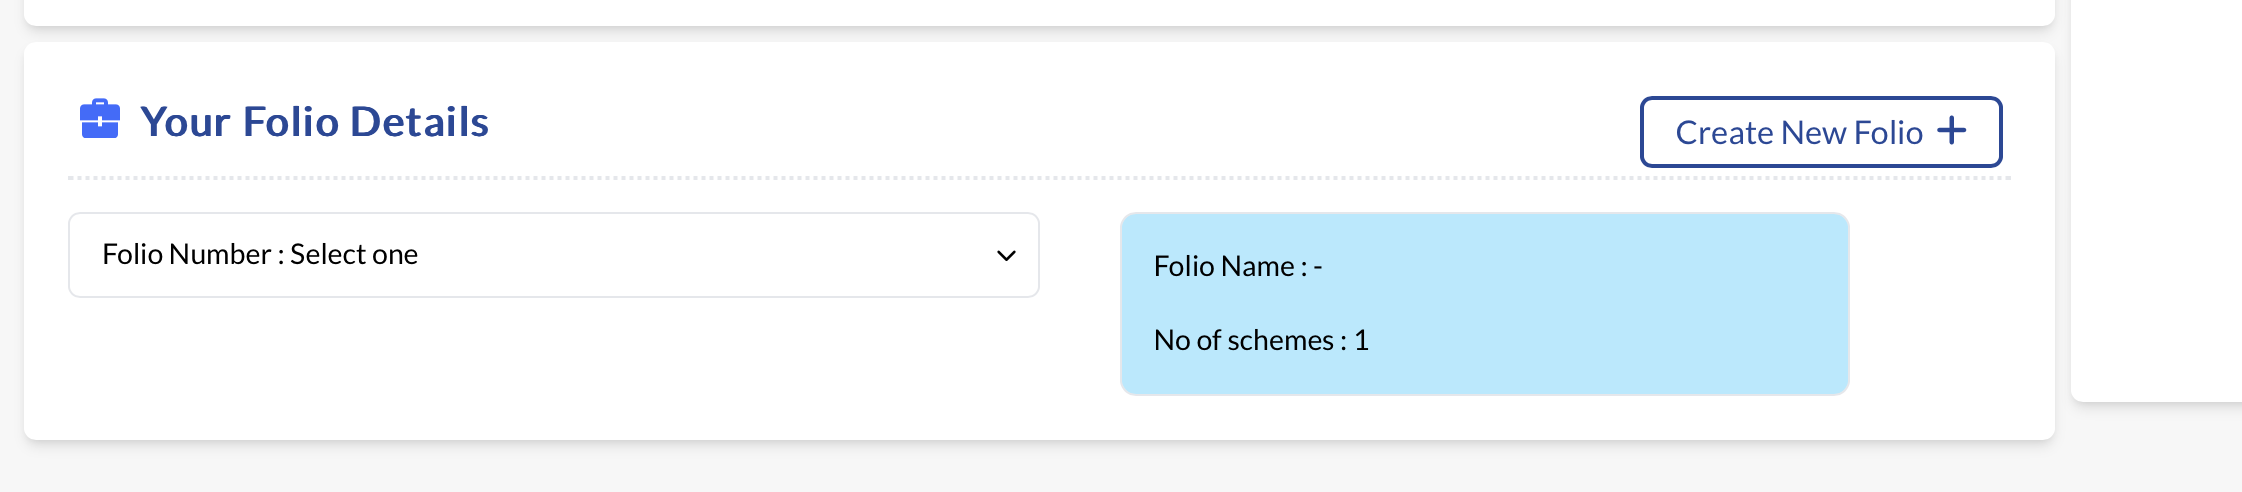 Your Folio Details
Create New Folio +
Folio Number : Select one
Folio Name : -
No of schemes : 1